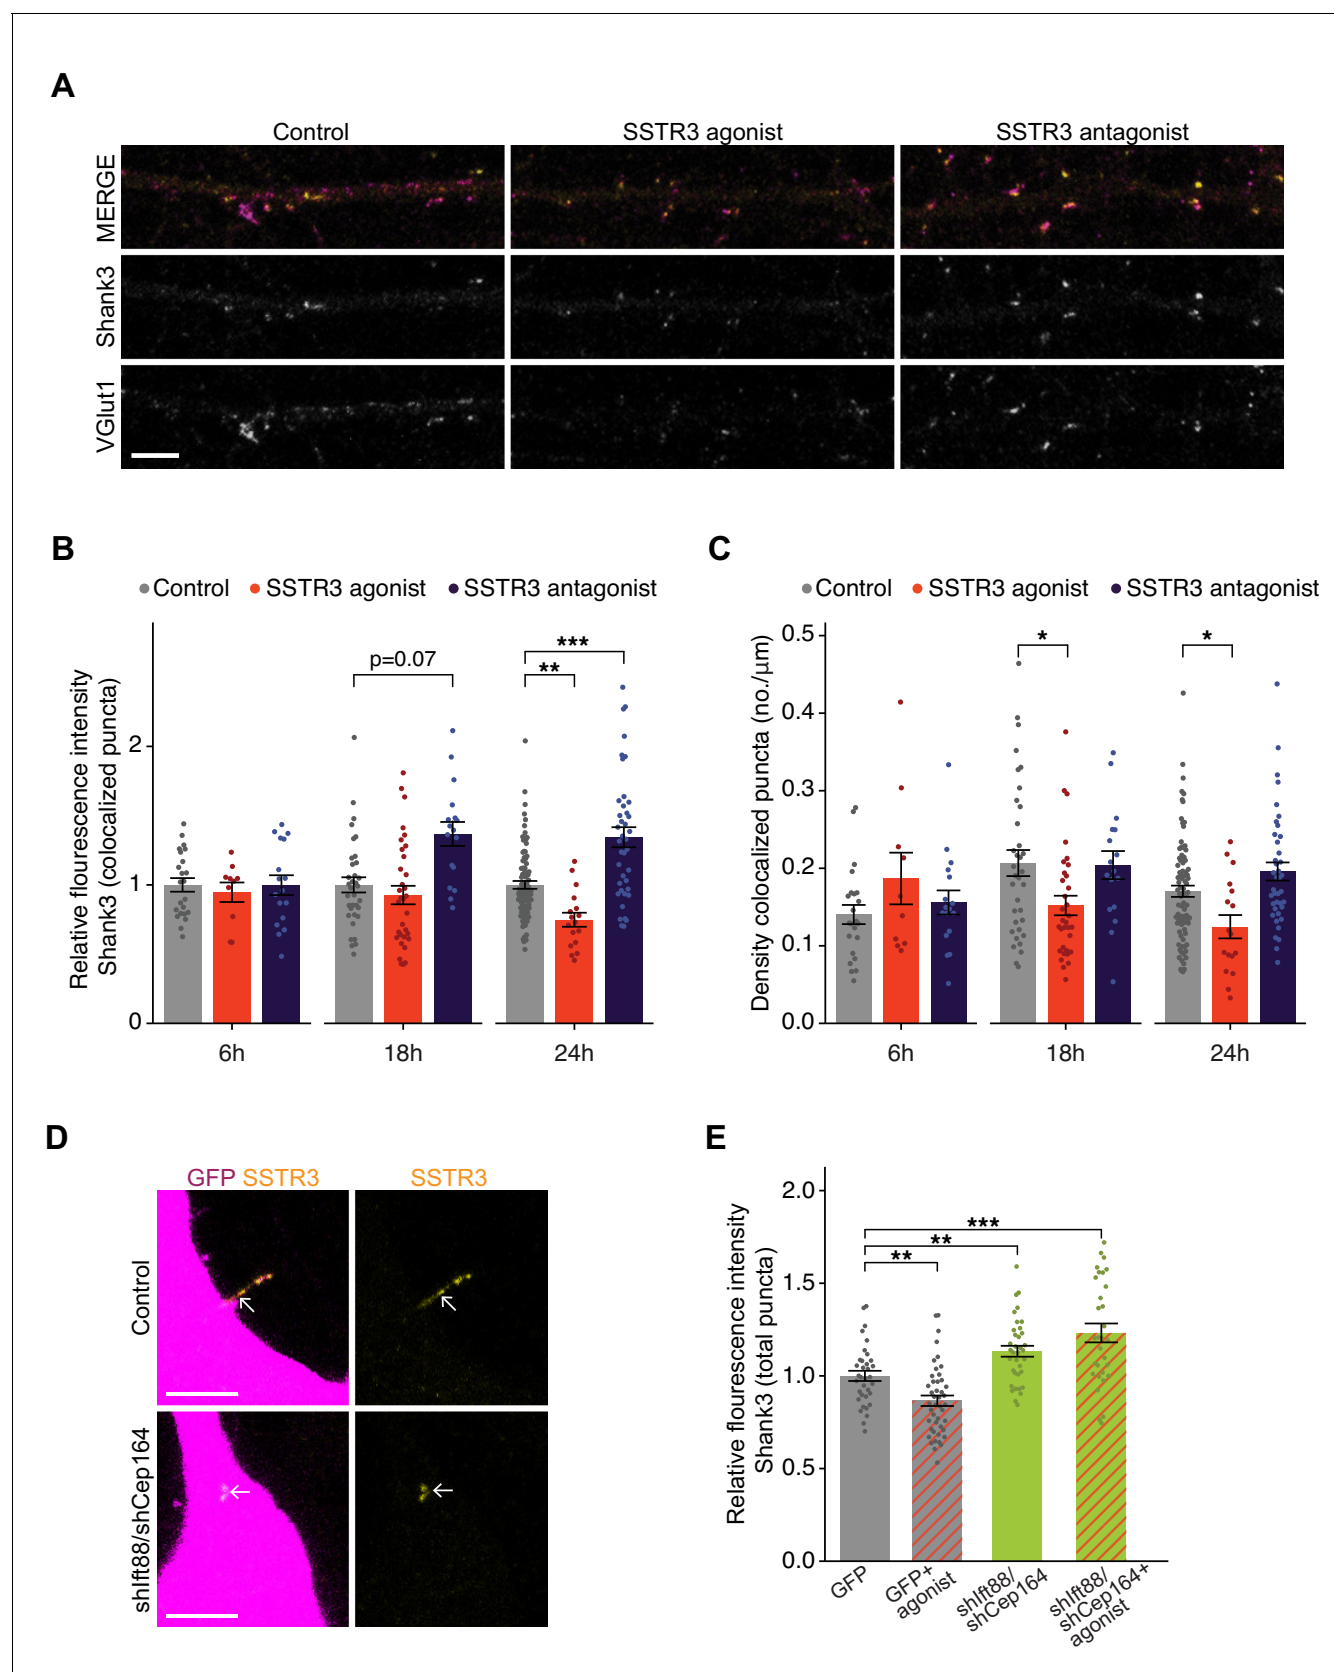 A
Control
SSTR3 agonist
SSTR3 antagonist
MERGE
Shank3
VGlut1
B
Control
SSTR3 agonist
SSTR3 antagonist
Relative flourescence intensity
Shank3 (colocalized puncta)
2
1
0
p=0.07
**
***
6h
18h
24h
C
Control
SSTR3 agonist
SSTR3 antagonist
Density colocalized puncta (no./μm)
0.5
0.4
0.3
0.2
0.1
0.0
*
*
6h
18h
24h
D
GFP SSTR3
SSTR3
Control
shIft88/shCep164
E
Relative flourescence intensity
Shank3 (total puncta)
2.0
1.5
1.0
0.5
0.0
***
**
**
GFP
GFP+
agonist
shIft88/
shCep164
shIft88/
shCep164+
agonist